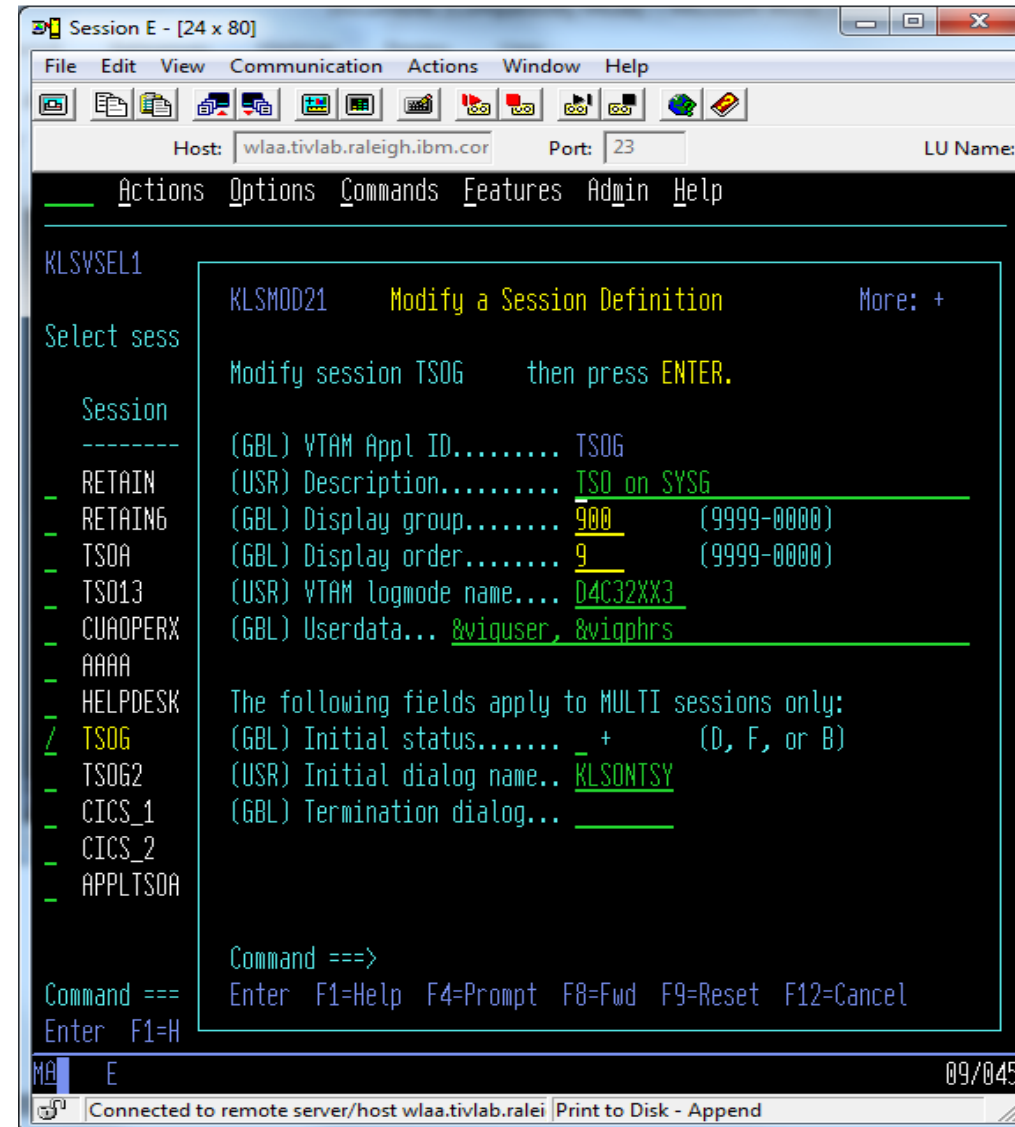 Session E - [24 x 80]
File Edit View Communication Actions Window Help
Host: wlaa.tivlab.raleigh.ibm.cor Port: 23 LU Name:
Actions Options Commands Features Admin Help
KLSVSEL1
KLSMOD21 Modify a Session Definition More: +
Select sess
Modify session TSOG then press ENTER.
Session
-------- (GBL) VTAM Appl ID......... TSOG
_ RETAIN (USR) Description.......... TSO on SYSG
_ RETAIN6 (GBL) Display group........ 900 (9999-0000)
_ TSOA (GBL) Display order........ 9 (9999-0000)
_ TSO13 (USR) VTAM logmode name.... D4C32XX3
_ CUAOPERX (GBL) Userdata... &viguser, &vigphrs
_ AAAA
_ HELPDESK The following fields apply to MULTI sessions only:
/ TSOG (GBL) Initial status....... _ + (D, F, or B)
_ TSOG2 (USR) Initial dialog name.. KLSONTSY
_ CICS_1 (GBL) Termination dialog... ________
_ CICS_2
_ APPLTSOA
Command ===>
Command === Enter F1=Help F4=Prompt F8=Fwd F9=Reset F12=Cancel
Enter F1=H
MA E 09/045
Connected to remote server/host wlaa.tivlab.ralei Print to Disk - Append